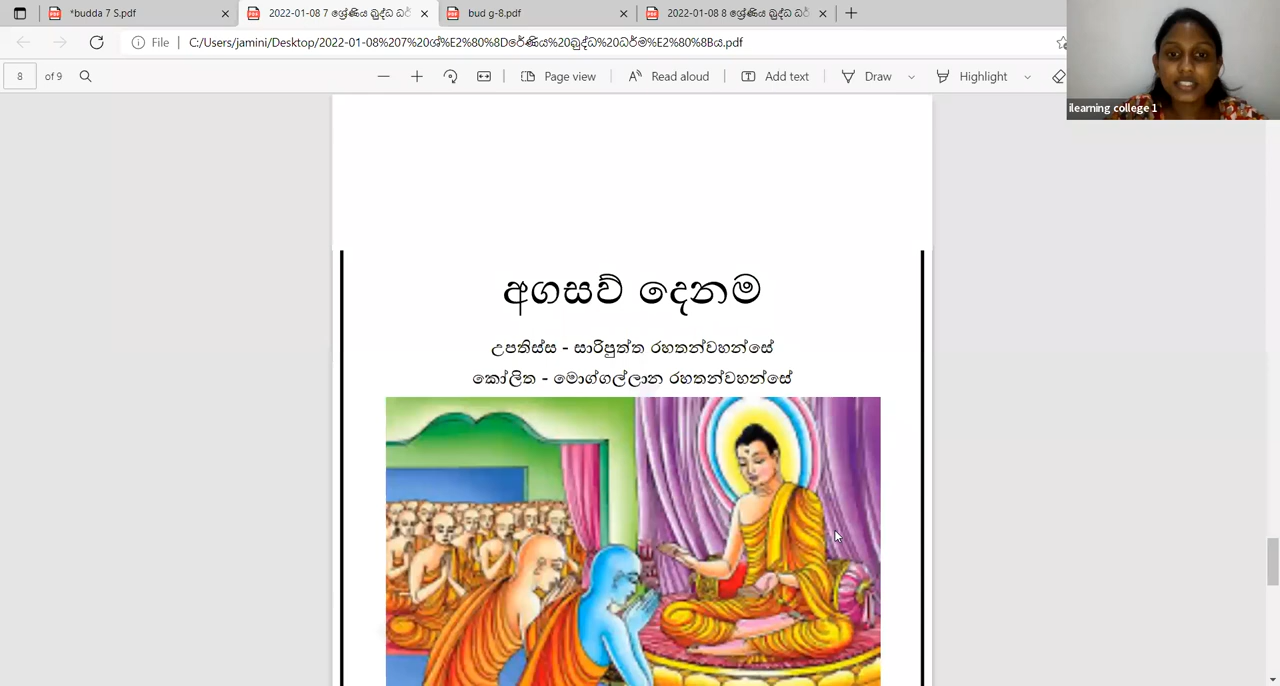 *budda 7 S.pdf
2022-01-08 7 ශ්‍රේණිය බුද්ධ ධර්
bud g-8.pdf
2022-01-08 8 ශ්‍රේණිය බුද්ධ ධර්
File
C:/Users/jamini/Desktop/2022-01-08%207%20ශ්%E2%80%8Dරේණිය%20බුද්ධ%20ධර්ම%E2%80%8Bය.pdf
8 of 9
Page view
Read aloud
Add text
Draw
Highlight
ilearning college 1
අගසව් දෙනම
උපතිස්ස - සාරිපුත්ත රහතන්වහන්සේ
කෝලිත - මොග්ගල්ලාන රහතන්වහන්සේ